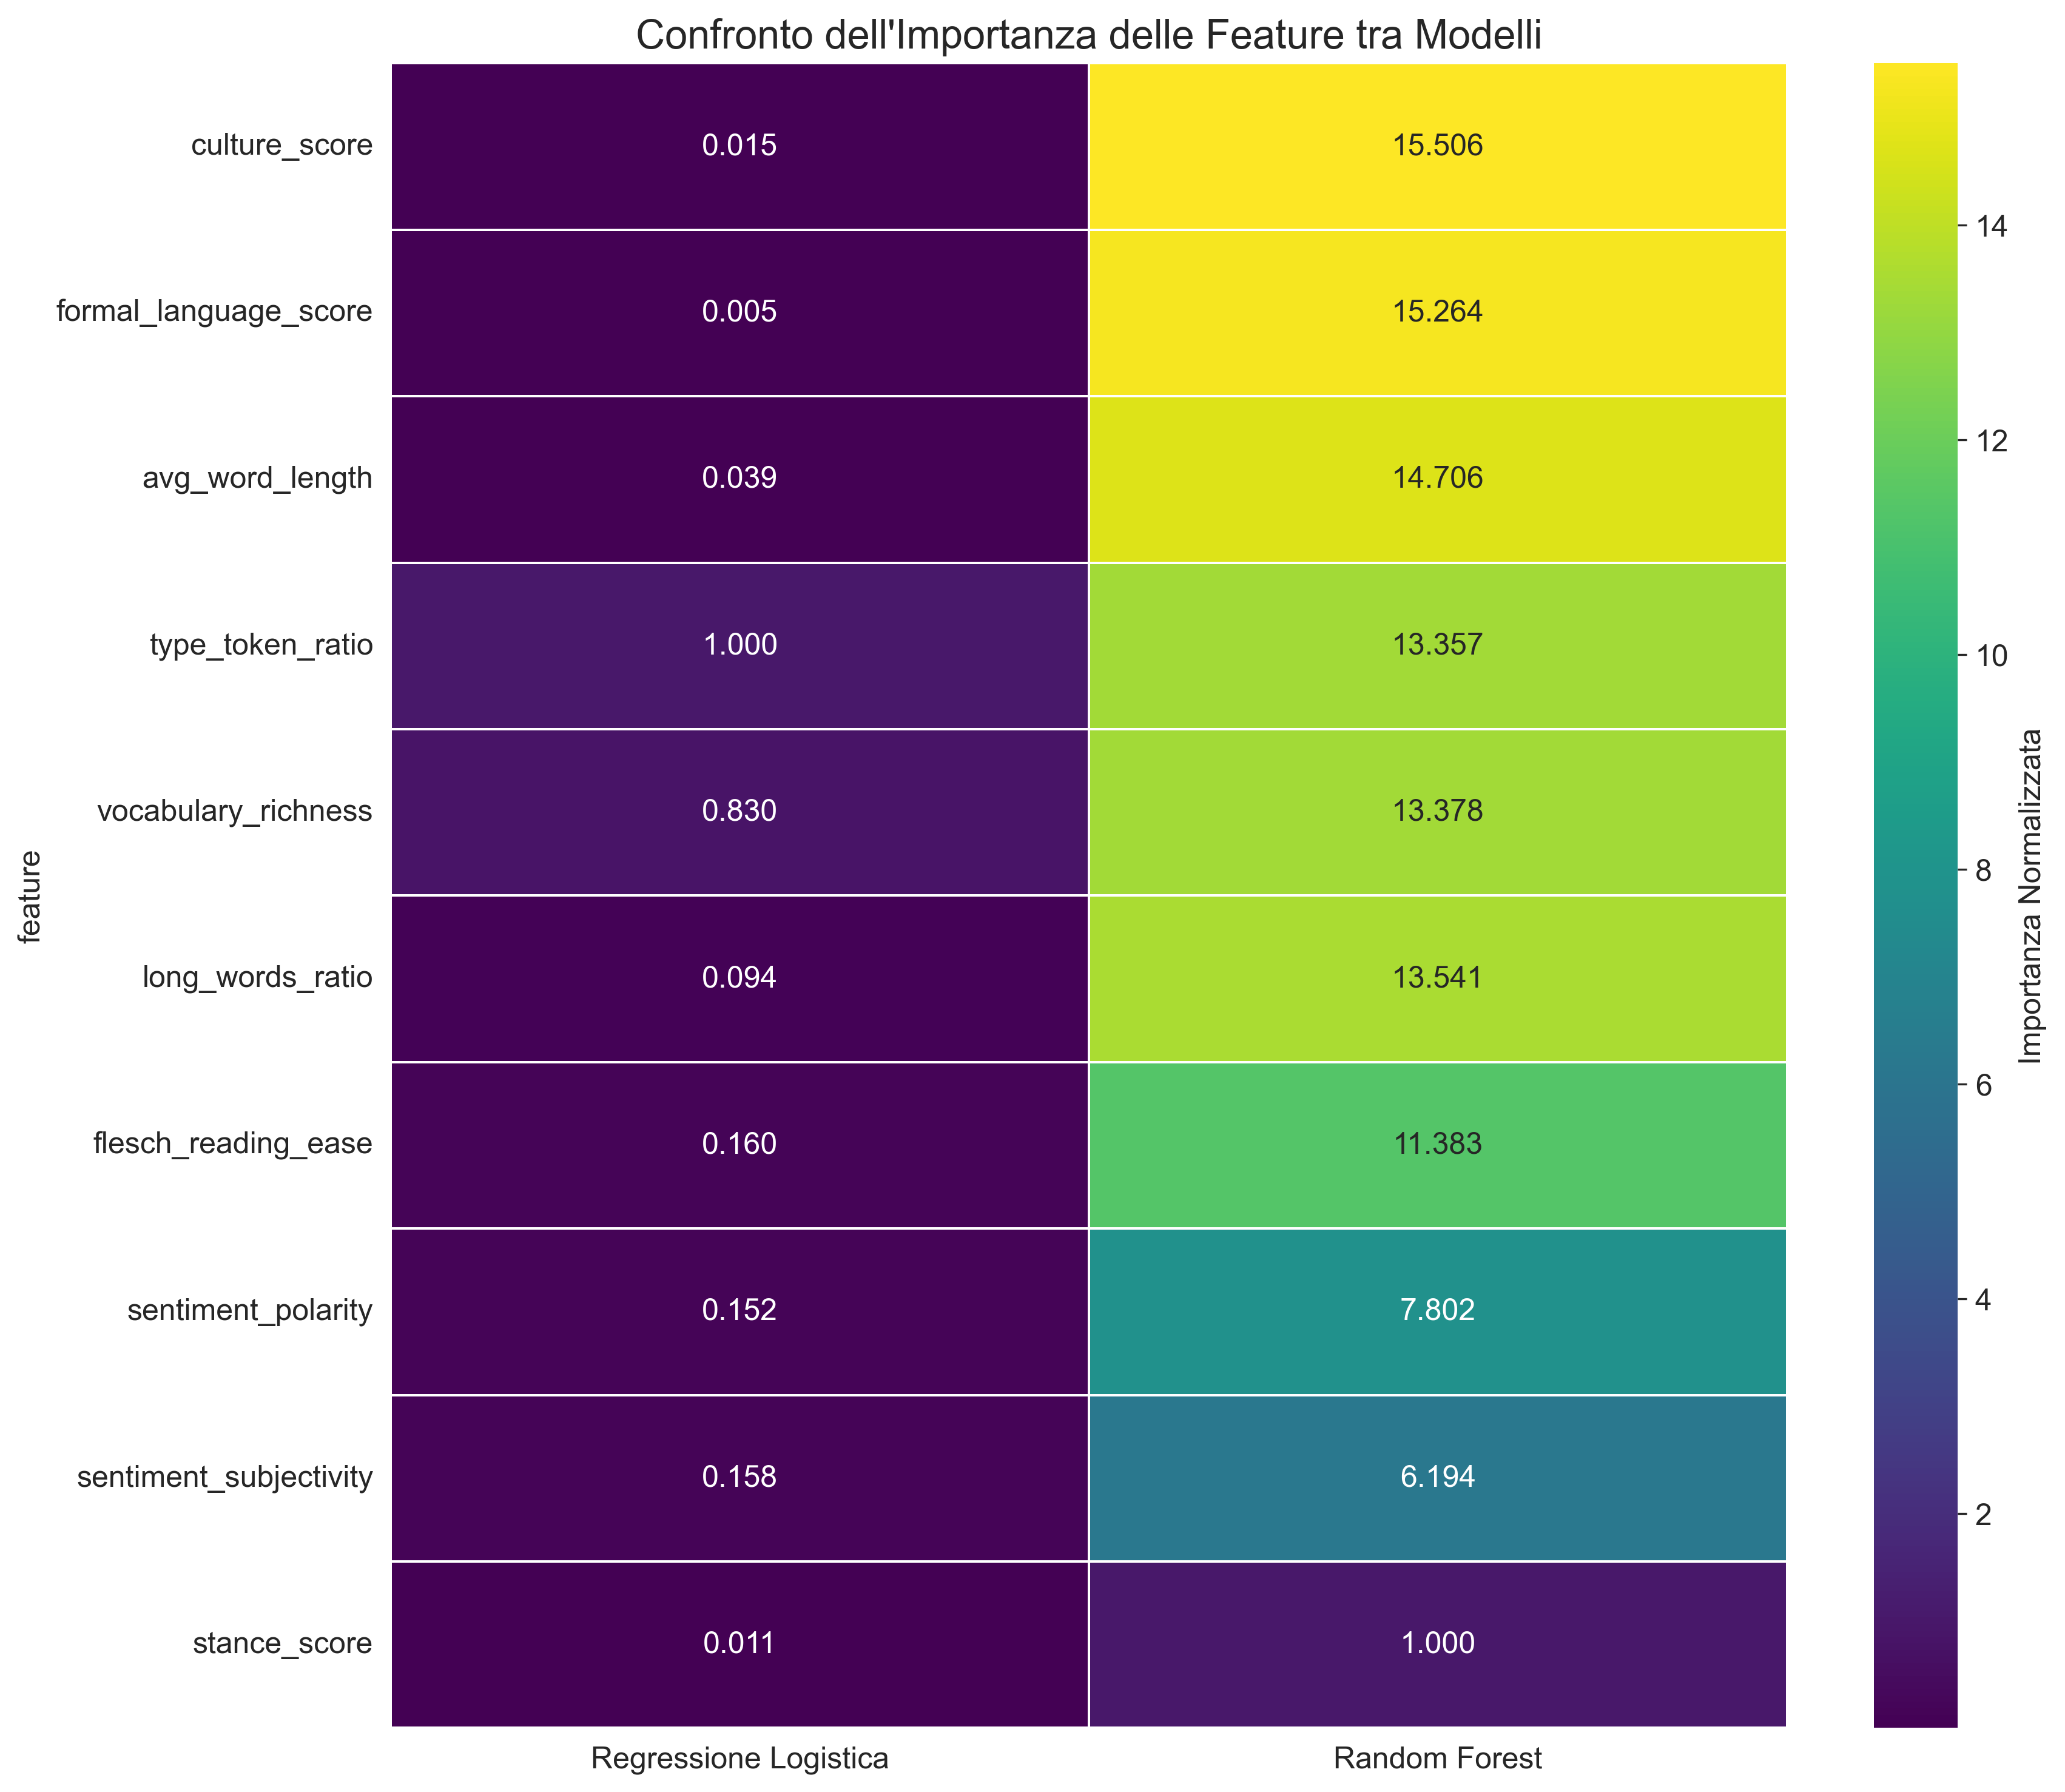 Confronto dell'Importanza delle Feature tra Modelli
culture_score 0.015 15.506
formal_language_score 0.005 15.264
avg_word_length 0.039 14.706
type_token_ratio 1.000 13.357
vocabulary_richness 0.830 13.378
long_words_ratio 0.094 13.541
flesch_reading_ease 0.160 11.383
sentiment_polarity 0.152 7.802
sentiment_subjectivity 0.158 6.194
stance_score 0.011 1.000
feature
Regressione Logistica Random Forest
14
12
10
8
6
4
2
Importanza Normalizzata